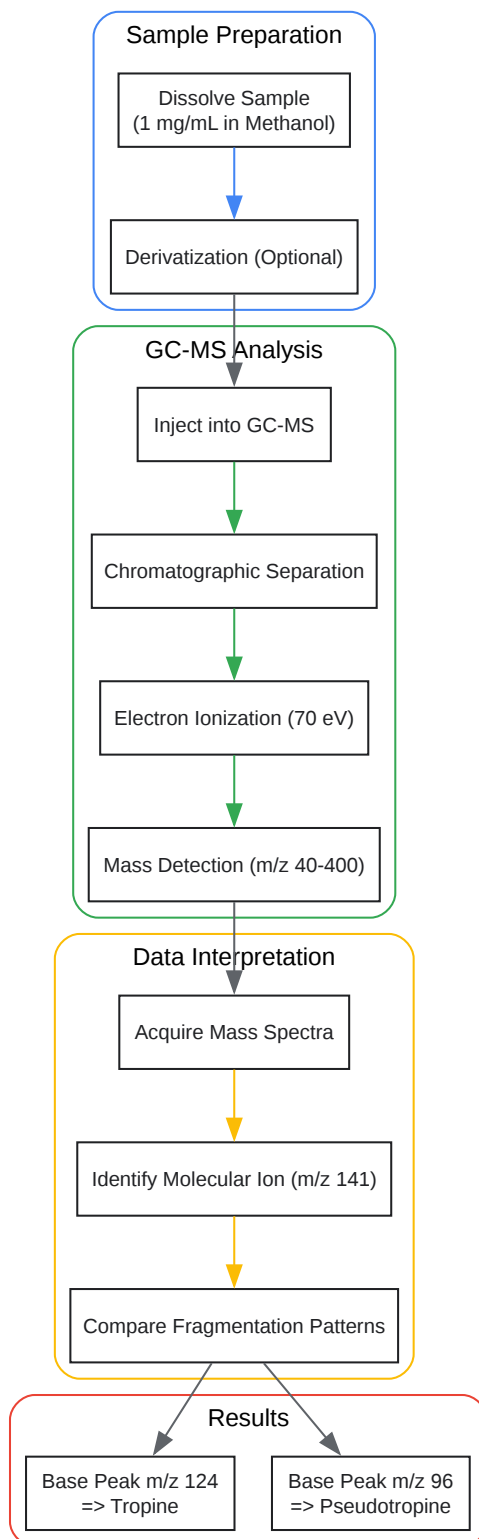 Sample Preparation
Dissolve Sample
(1 mg/mL in Methanol)
Derivatization (Optional)
GC-MS Analysis
Inject into GC-MS
Chromatographic Separation
Electron Ionization (70 eV)
Mass Detection (m/z 40-400)
Data Interpretation
Acquire Mass Spectra
Identify Molecular Ion (m/z 141)
Compare Fragmentation Patterns
Results
Base Peak m/z 124
=> Tropine
Base Peak m/z 96
=> Pseudotropine